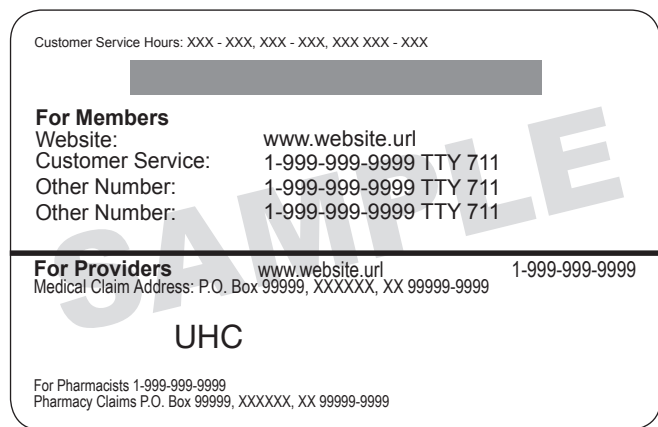 Customer Service Hours: XXX - XXX, XXX - XXX, XXX XXX - XXX
For Members
Website: www.website.url
Customer Service: 1-999-999-9999 TTY 711
Other Number: 1-999-999-9999 TTY 711
Other Number: 1-999-999-9999 TTY 711
SAMPLE
For Providers www.website.url 1-999-999-9999
Medical Claim Address: P.O. Box 99999, XXXXXX, XX 99999-9999
UHC
For Pharmacists 1-999-999-9999
Pharmacy Claims P.O. Box 99999, XXXXXX, XX 99999-9999